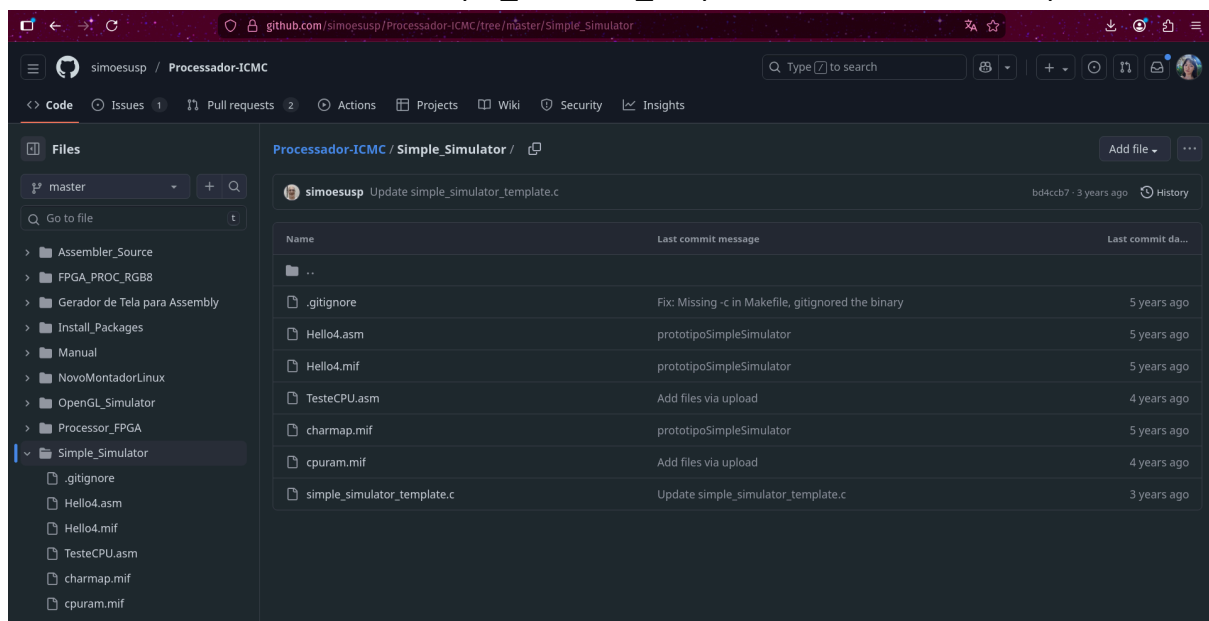 github.com/simoesusp/Processador-ICMC/tree/master/Simple_Simulator
simoesusp / Processador-ICMC
Type / to search
<> Code Issues 1 Pull requests 2 Actions Projects Wiki Security Insights
Files
master
Go to file t
Assembler_Source
FPGA_PROC_RGB8
Gerador de Tela para Assembly
Install_Packages
Manual
NovoMontadorLinux
OpenGL_Simulator
Processor_FPGA
Simple_Simulator
.gitignore
Hello4.asm
Hello4.mif
TesteCPU.asm
charmap.mif
cpuram.mif
Processador-ICMC / Simple_Simulator /
Add file
simoesusp Update simple_simulator_template.c
bd4ccb7 · 3 years ago History
Name Last commit message Last commit da...
..
.gitignore Fix: Missing -c in Makefile, gitignored the binary 5 years ago
Hello4.asm prototipoSimpleSimulator 5 years ago
Hello4.mif prototipoSimpleSimulator 5 years ago
TesteCPU.asm Add files via upload 4 years ago
charmap.mif prototipoSimpleSimulator 5 years ago
cpuram.mif Add files via upload 4 years ago
simple_simulator_template.c Update simple_simulator_template.c 3 years ago